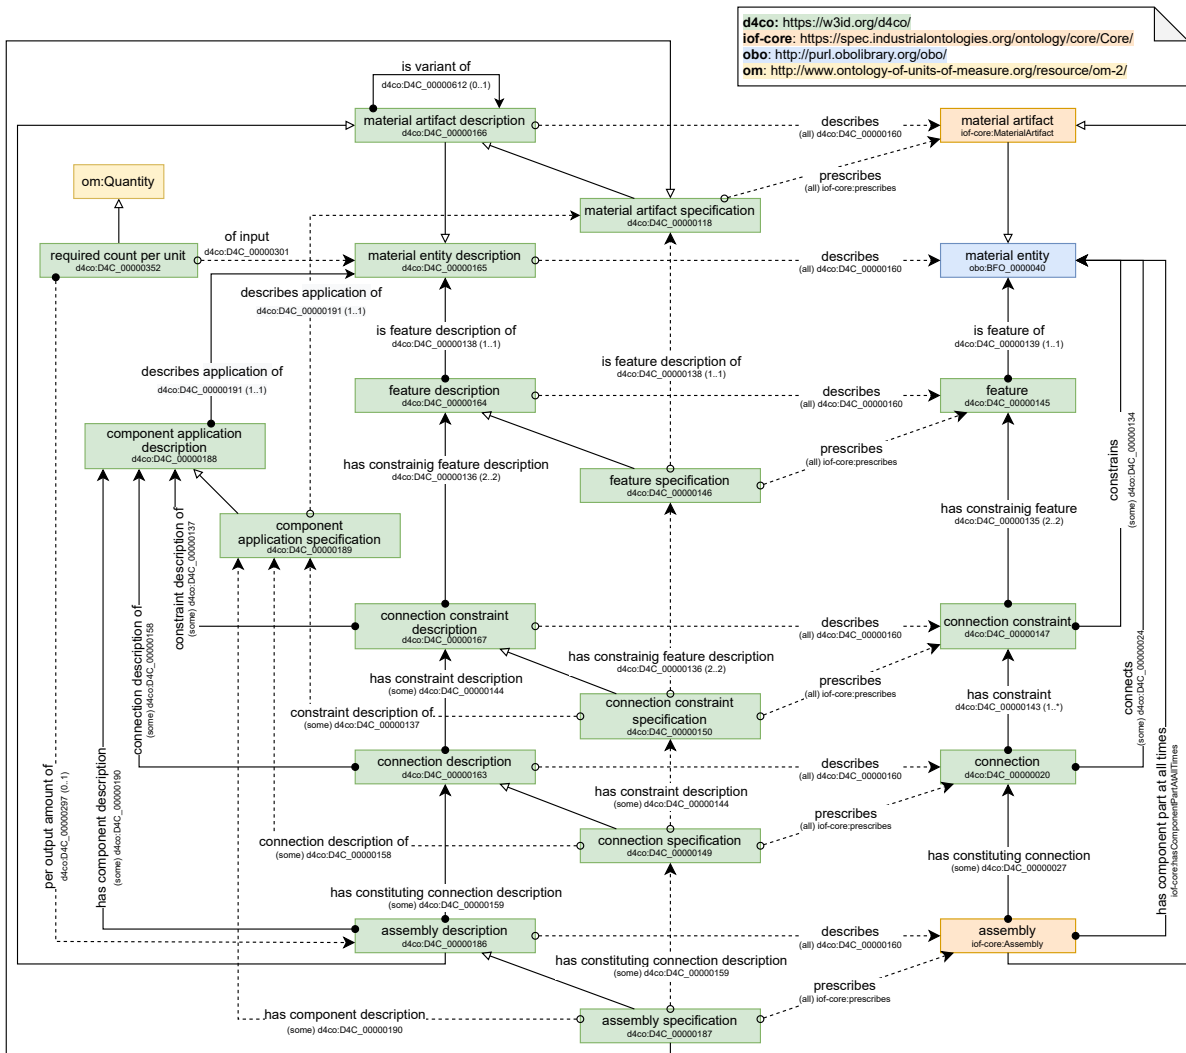 d4co: https://w3id.org/d4co/
iof-core: https://spec.industrialontologies.org/ontology/core/Core/
obo: http://purl.obolibrary.org/obo/
om: http://www.ontology-of-units-of-measure.org/resource/om-2/
is variant of
d4co:D4C_00000612 (0..1)
material artifact description
d4co:D4C_00000166
describes
(all) d4co:D4C_00000160
material artifact
iof-core:MaterialArtifact
prescribes
(all) iof-core:prescribes
om:Quantity
material artifact specification
d4co:D4C_00000118
of input
d4co:D4C_00000301
required count per unit
d4co:D4C_00000352
material entity description
d4co:D4C_00000165
describes
(all) d4co:D4C_00000160
material entity
obo:BFO_0000040
describes application of
d4co:D4C_00000191 (1..1)
is feature description of
d4co:D4C_00000138 (1..1)
is feature of
d4co:D4C_00000139 (1..1)
is feature description of
d4co:D4C_00000138 (1..1)
describes application of
d4co:D4C_00000191 (1..1)
feature description
d4co:D4C_00000164
describes
(all) d4co:D4C_00000160
feature
d4co:D4C_00000145
component application
description
d4co:D4C_00000188
prescribes
(all) iof-core:prescribes
has constrainig feature description
d4co:D4C_00000136 (2..2)
feature specification
d4co:D4C_00000146
constrains
(some) d4co:D4C_00000134
has constrainig feature
d4co:D4C_00000135 (2..2)
component
application specification
d4co:D4C_00000189
constraint description of
(some) d4co:D4C_00000137
connection description of
(some) d4co:D4C_00000158
connection constraint
description
d4co:D4C_00000167
describes
(all) d4co:D4C_00000160
connection constraint
d4co:D4C_00000147
has constrainig feature description
d4co:D4C_00000136 (2..2)
has constraint description
(some) d4co:D4C_00000144
prescribes
(all) iof-core:prescribes
connects
(some) d4co:D4C_00000024
has constraint
d4co:D4C_00000143 (1..*)
constraint description of
(some) d4co:D4C_00000137
connection constraint
specification
d4co:D4C_00000150
connection description
d4co:D4C_00000163
describes
(all) d4co:D4C_00000160
connection
d4co:D4C_00000020
has constraint description
(some) d4co:D4C_00000144
prescribes
(all) iof-core:prescribes
per output amount of
d4co:D4C_00000297 (0..1)
has component description
(some) d4co:D4C_00000190
connection description of
(some) d4co:D4C_00000158
connection specification
d4co:D4C_00000149
has constituting connection
(some) d4co:D4C_00000027
has component part all times
iof-core:hasComponentPartAtAllTimes
has constituting connection description
(some) d4co:D4C_00000159
assembly description
d4co:D4C_00000186
describes
(all) d4co:D4C_00000160
assembly
iof-core:Assembly
has constituting connection description
(some) d4co:D4C_00000159
prescribes
(all) iof-core:prescribes
has component description
(some) d4co:D4C_00000190
assembly specification
d4co:D4C_00000187